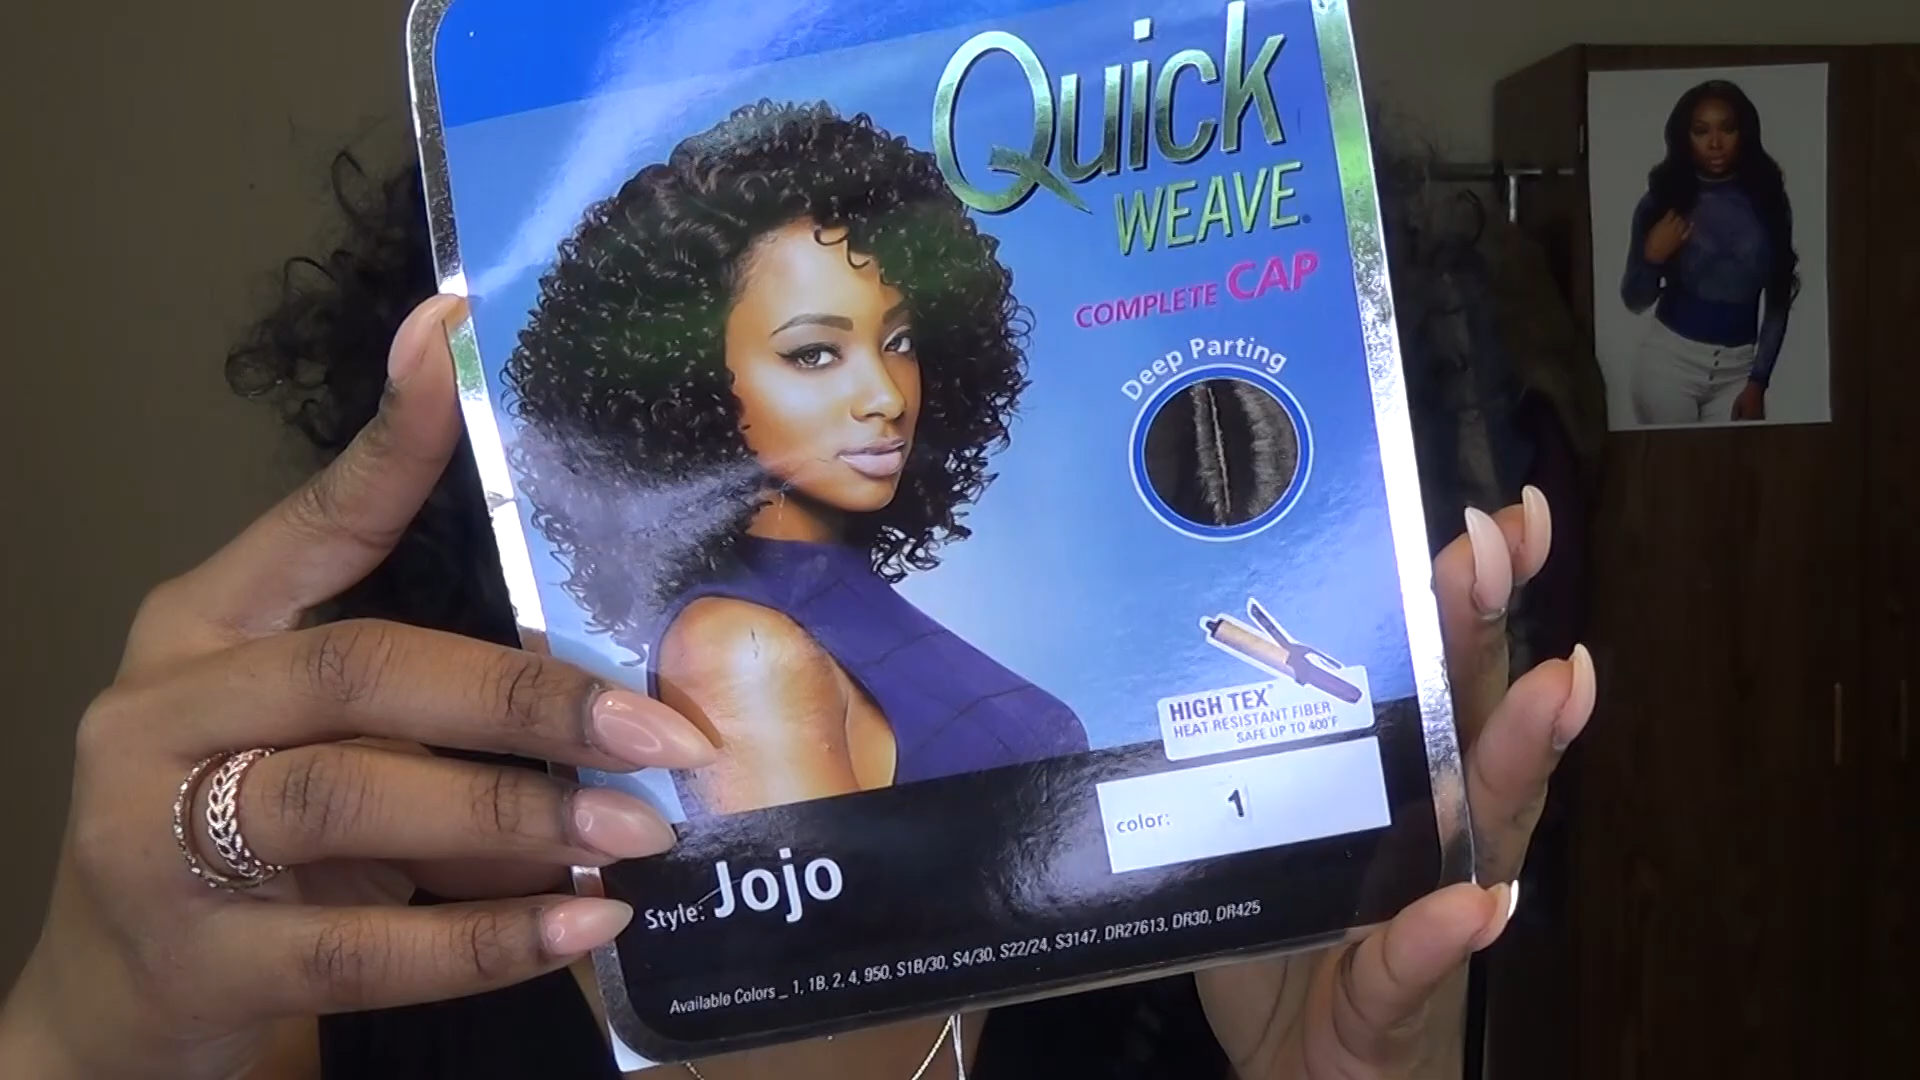 Quick
WEAVE®
COMPLETE CAP
Deep Parting
HIGH TEX®
HEAT RESISTANT FIBER
SAFE UP TO 400°F
color: 1
Style: Jojo
Available Colors _ 1, 1B, 2, 4, 950, S1B/30, S4/30, S22/24, S3147, DR27613, DR30, DR425